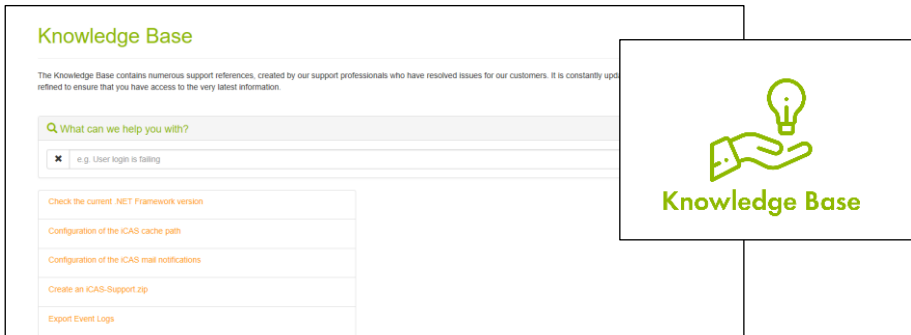 Knowledge Base
The Knowledge Base contains numerous support references, created by our support professionals who have resolved issues for our customers. It is constantly upda
refined to ensure that you have access to the very latest information.
What can we help you with?
e.g. User login is failing
Check the current .NET Framework version
Configuration of the iCAS cache path
Configuration of the iCAS mail notifications
Create an iCAS-Support.zip
Export Event Logs
Knowledge Base